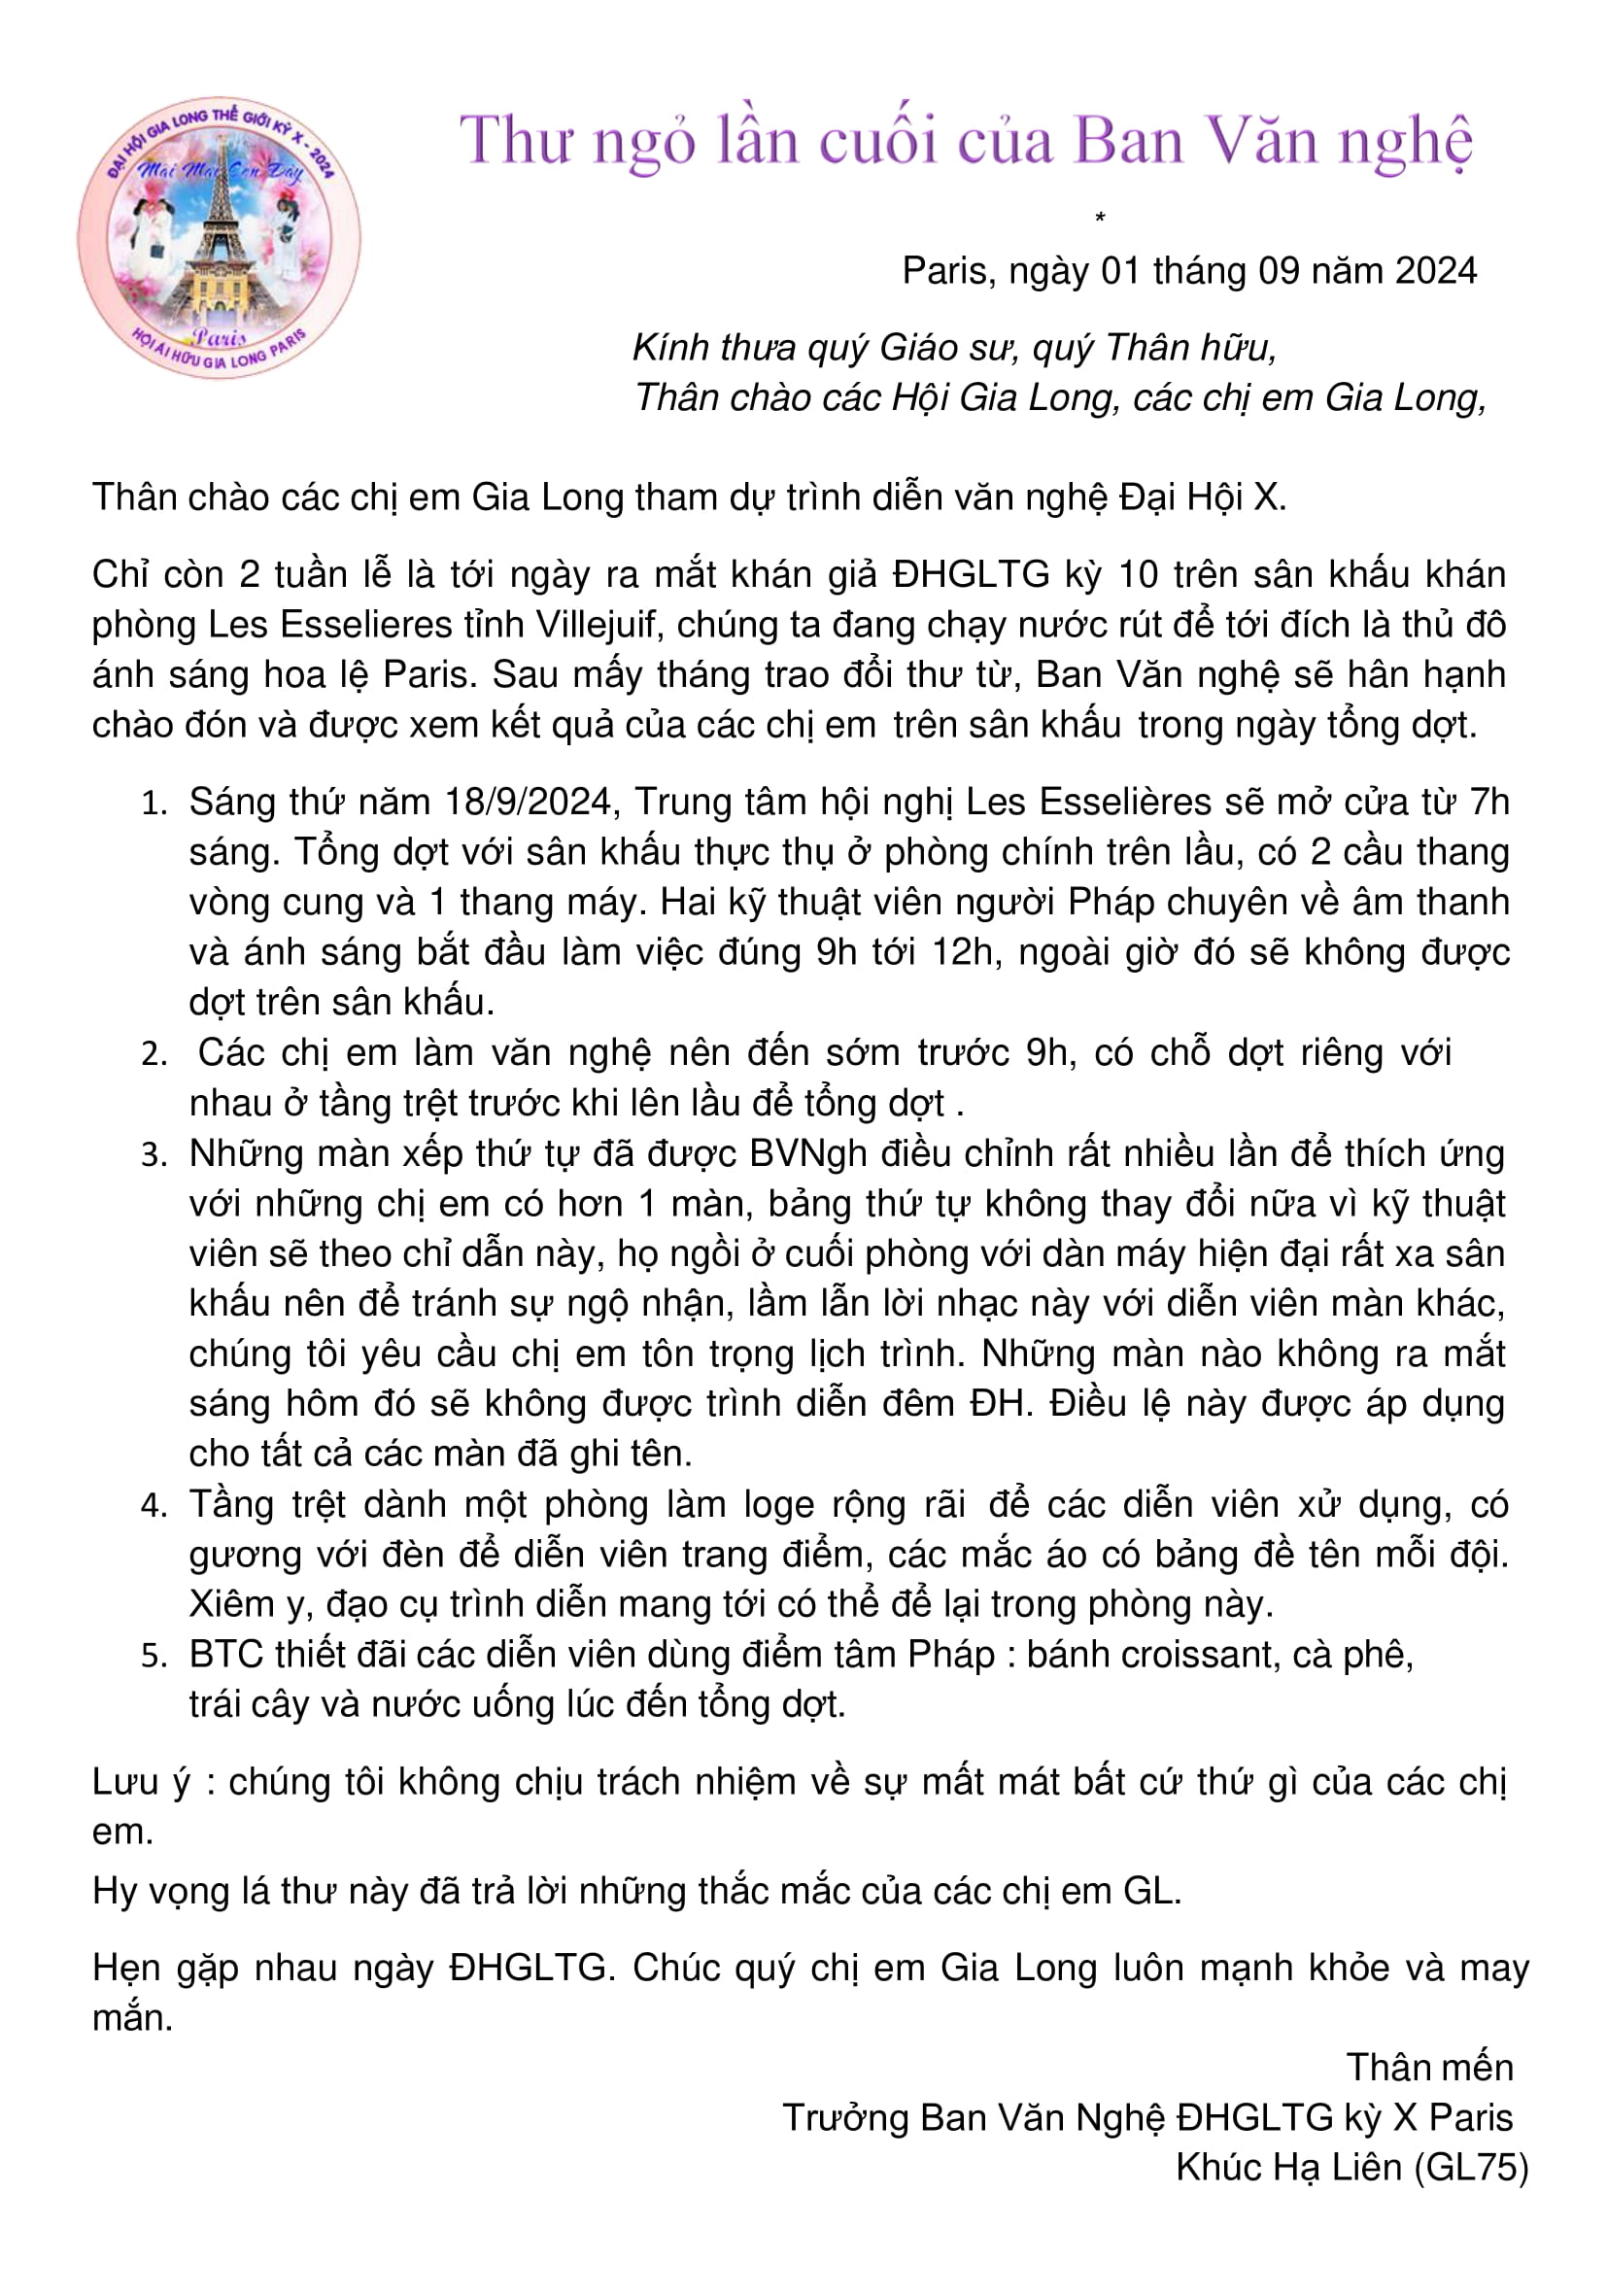 ĐẠI HỘI GIA LONG THẾ GIỚI KỲ X - 2024
Mãi Mãi Còn Đây
Paris
HỘI ÁI HỮU GIA LONG PARIS
Thư ngỏ lần cuối của Ban Văn nghệ
*
Paris, ngày 01 tháng 09 năm 2024
Kính thưa quý Giáo sư, quý Thân hữu,
Thân chào các Hội Gia Long, các chị em Gia Long,
Thân chào các chị em Gia Long tham dự trình diễn văn nghệ Đại Hội X.
Chỉ còn 2 tuần lễ là tới ngày ra mắt khán giả ĐHGLTG kỳ 10 trên sân khấu khán
phòng Les Esselieres tỉnh Villejuif, chúng ta đang chạy nước rút để tới đích là thủ đô
ánh sáng hoa lệ Paris. Sau mấy tháng trao đổi thư từ, Ban Văn nghệ sẽ hân hạnh
chào đón và được xem kết quả của các chị em trên sân khấu trong ngày tổng dợt.
1. Sáng thứ năm 18/9/2024, Trung tâm hội nghị Les Esselières sẽ mở cửa từ 7h
sáng. Tổng dợt với sân khấu thực thụ ở phòng chính trên lầu, có 2 cầu thang
vòng cung và 1 thang máy. Hai kỹ thuật viên người Pháp chuyên về âm thanh
và ánh sáng bắt đầu làm việc đúng 9h tới 12h, ngoài giờ đó sẽ không được
dợt trên sân khấu.
2. Các chị em làm văn nghệ nên đến sớm trước 9h, có chỗ dợt riêng với
nhau ở tầng trệt trước khi lên lầu để tổng dợt .
3. Những màn xếp thứ tự đã được BVNgh điều chỉnh rất nhiều lần để thích ứng
với những chị em có hơn 1 màn, bảng thứ tự không thay đổi nữa vì kỹ thuật
viên sẽ theo chỉ dẫn này, họ ngồi ở cuối phòng với dàn máy hiện đại rất xa sân
khấu nên để tránh sự ngộ nhận, lầm lẫn lời nhạc này với diễn viên màn khác,
chúng tôi yêu cầu chị em tôn trọng lịch trình. Những màn nào không ra mắt
sáng hôm đó sẽ không được trình diễn đêm ĐH. Điều lệ này được áp dụng
cho tất cả các màn đã ghi tên.
4. Tầng trệt dành một phòng làm loge rộng rãi để các diễn viên xử dụng, có
gương với đèn để diễn viên trang điểm, các mắc áo có bảng đề tên mỗi đội.
Xiêm y, đạo cụ trình diễn mang tới có thể để lại trong phòng này.
5. BTC thiết đãi các diễn viên dùng điểm tâm Pháp : bánh croissant, cà phê,
trái cây và nước uống lúc đến tổng dợt.
Lưu ý : chúng tôi không chịu trách nhiệm về sự mất mát bất cứ thứ gì của các chị
em.
Hy vọng lá thư này đã trả lời những thắc mắc của các chị em GL.
Hẹn gặp nhau ngày ĐHGLTG. Chúc quý chị em Gia Long luôn mạnh khỏe và may
mắn.
Thân mến
Trưởng Ban Văn Nghệ ĐHGLTG kỳ X Paris
Khúc Hạ Liên (GL75)